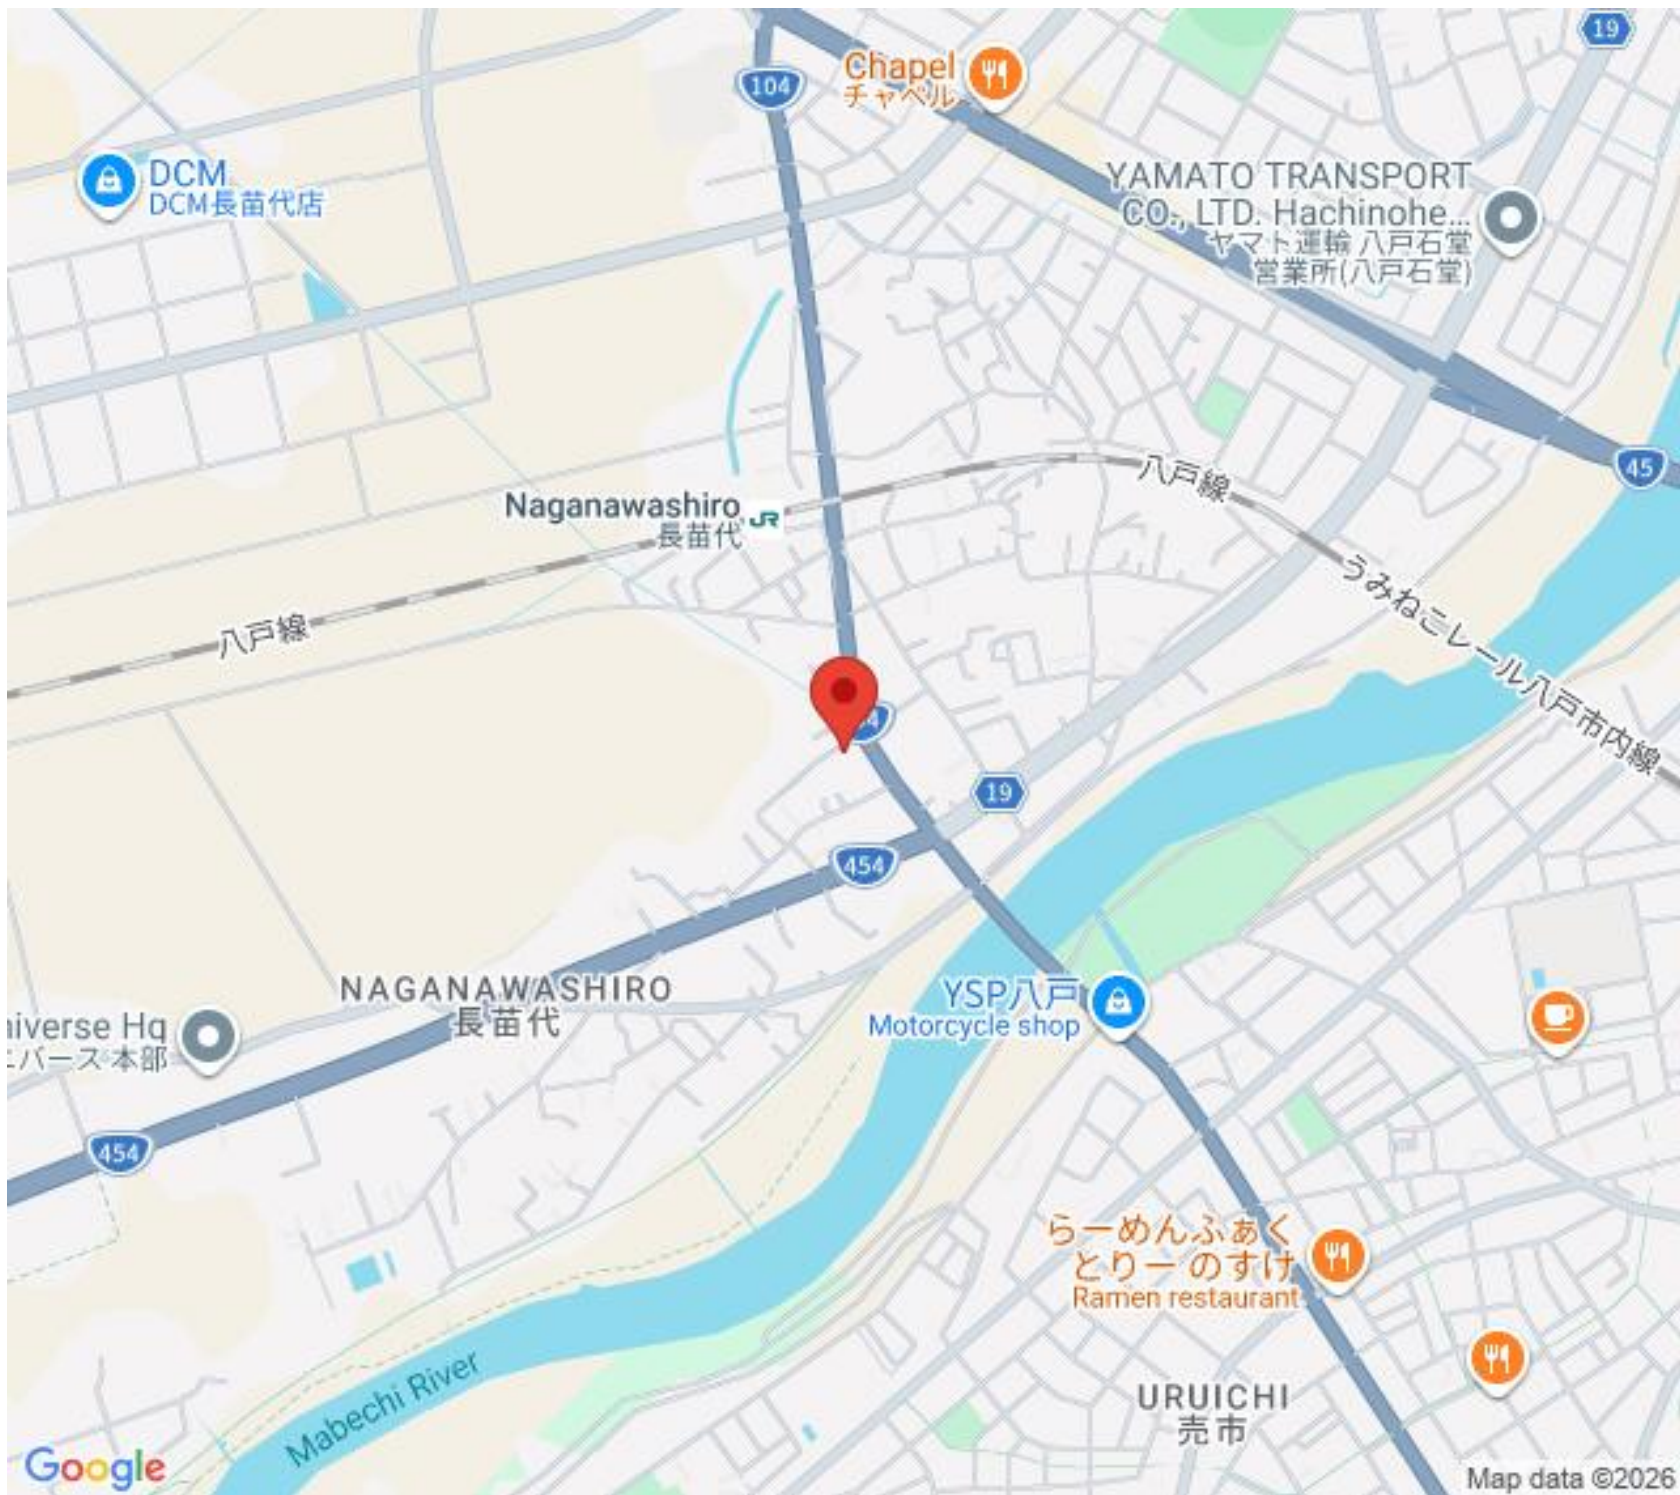 19
104
Chapel
チャペル
DCM
DCM長苗代店
YAMATO TRANSPORT
CO., LTD. Hachinohe...
ヤマト運輸 八戸石堂
営業所(八戸石堂)
45
八戸線
Naganawashiro
長苗代
JR
うみねこレール八戸市内線
八戸線
19
454
NAGANAWASHIRO
長苗代
YSP八戸
Motorcycle shop
niverse Hq
ニバース 本部
454
らーめんふぁく
とりー のすけ
Ramen restaurant
Mabechi River
URUICHI
売市
Google
Map data ©2026